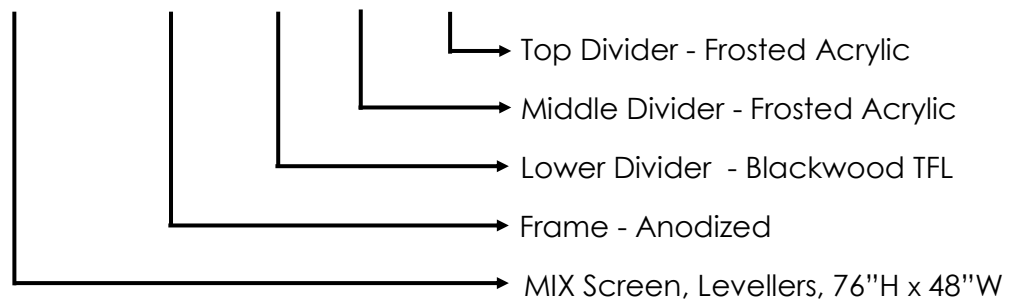 Top Divider - Frosted Acrylic
Middle Divider - Frosted Acrylic
Lower Divider - Blackwood TFL
Frame - Anodized
MIX Screen, Levellers, 76”H x 48”W